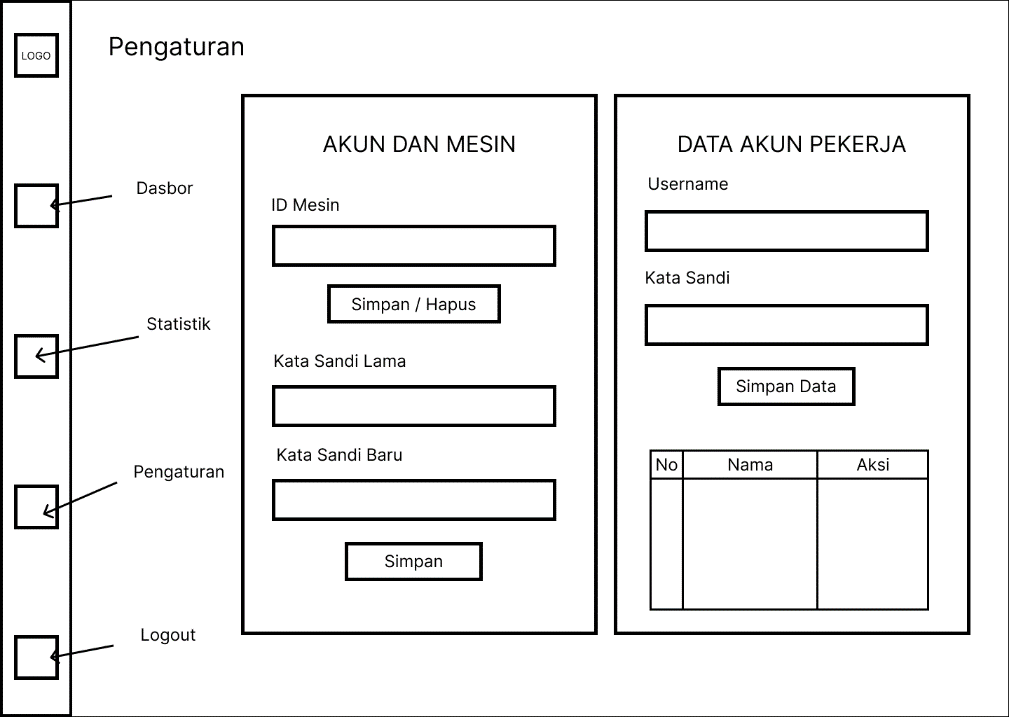 LOGO
Pengaturan
Dasbor
Statistik
Pengaturan
Logout
AKUN DAN MESIN
ID Mesin
Simpan / Hapus
Kata Sandi Lama
Kata Sandi Baru
Simpan
DATA AKUN PEKERJA
Username
Kata Sandi
Simpan Data
No Nama Aksi